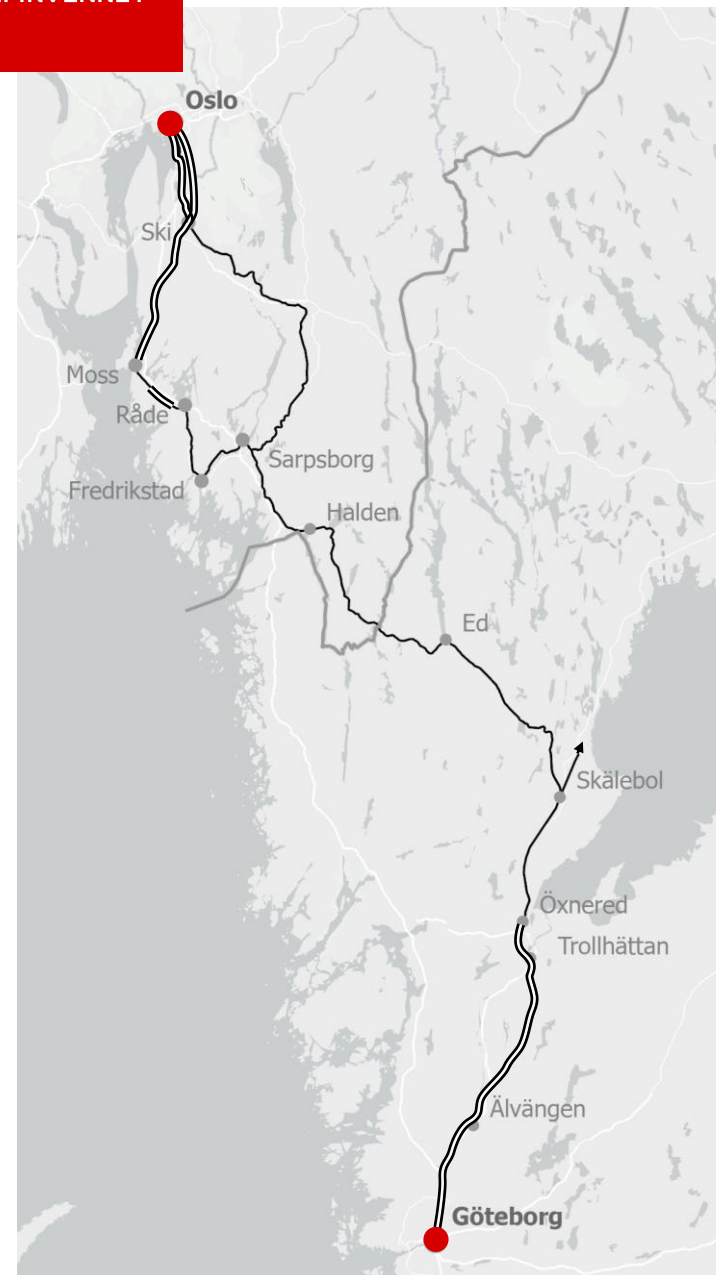 Oslo
Ski
Moss
Råde
Sarpsborg
Fredrikstad
Halden
Ed
Skälebol
Öxnered
Trollhättan
Älvängen
Göteborg